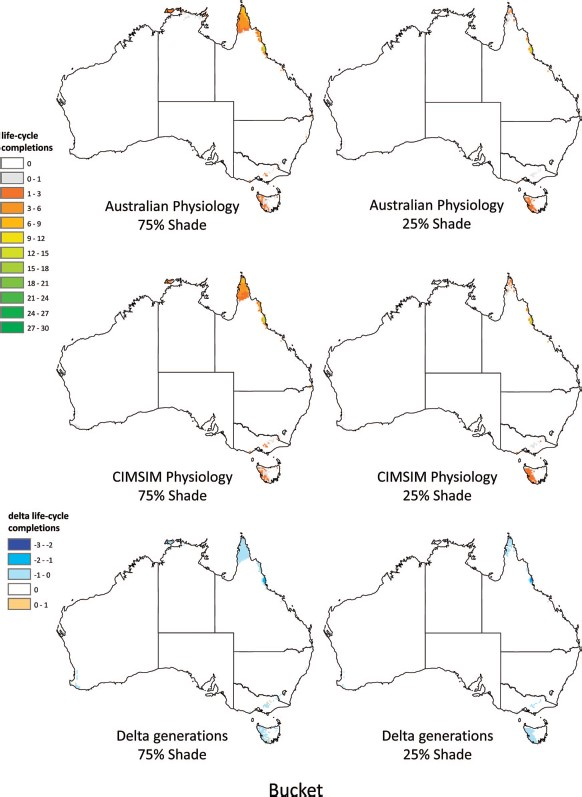 life-cycle
completions
0
0 - 1
1 - 3
3 - 6
6 - 9
9 - 12
12 - 15
15 - 18
18 - 21
21 - 24
24 - 27
27 - 30
Australian Physiology
75% Shade
Australian Physiology
25% Shade
CIMSIM Physiology
75% Shade
CIMSIM Physiology
25% Shade
delta life-cycle
completions
-3 - -2
-2 - -1
-1 - 0
0
0 - 1
Delta generations
75% Shade
Delta generations
25% Shade
Bucket